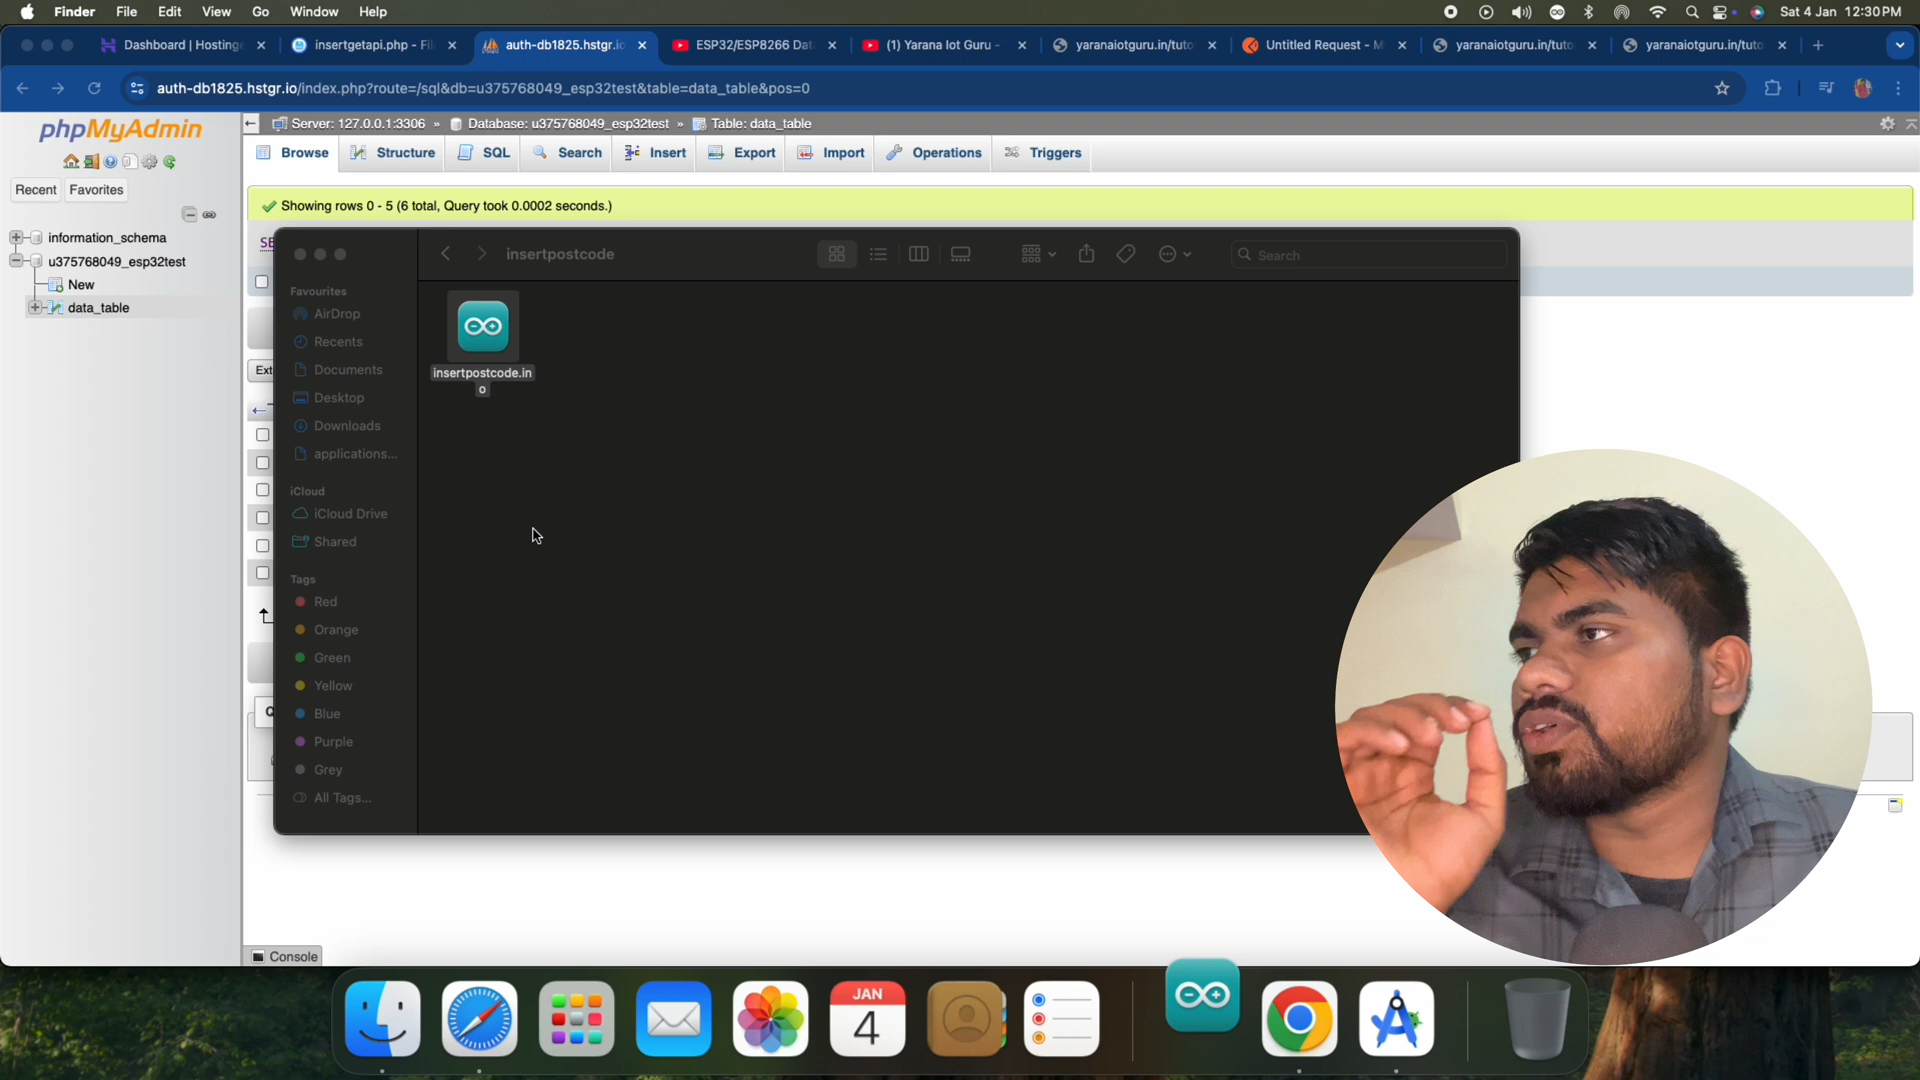 Finder File Edit View Go Window Help
Sat 4 Jan 12:30 PM
Dashboard | Hostinge
insertgetapi.php - Fil
auth-db1825.hstgr.io
ESP32/ESP8266 Dat
(1) Yarana Iot Guru -
yaranaiotguru.in/tuto
Untitled Request - M
yaranaiotguru.in/tuto
yaranaiotguru.in/tuto
auth-db1825.hstgr.io/index.php?route=/sql&db=u375768049_esp32test&table=data_table&pos=0
phpMyAdmin
Recent Favorites
information_schema
u375768049_esp32test
New
data_table
Server: 127.0.0.1:3306 » Database: u375768049_esp32test » Table: data_table
Browse Structure SQL Search Insert Export Import Operations Triggers
Showing rows 0 - 5 (6 total, Query took 0.0002 seconds.)
SE
Ext
Q
insertpostcode
Search
Favourites
AirDrop
Recents
Documents
Desktop
Downloads
applications...
iCloud
iCloud Drive
Shared
Tags
Red
Orange
Green
Yellow
Blue
Purple
Grey
All Tags...
insertpostcode.in
o
Console
JAN
4